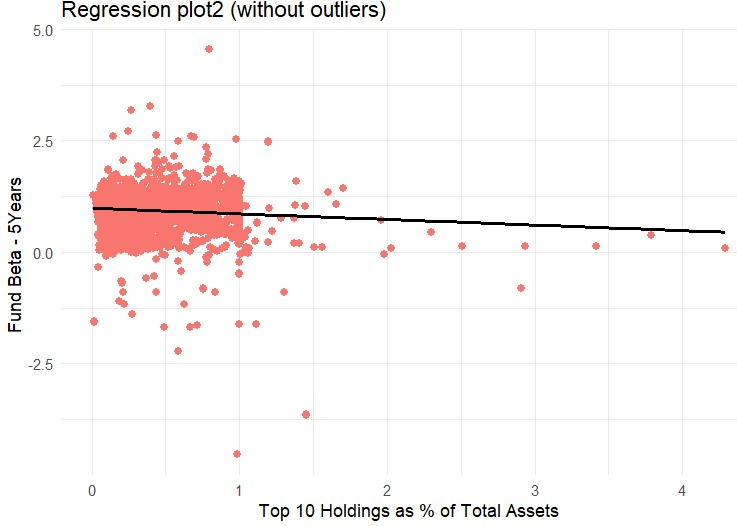 Regression plot2 (without outliers)
5.0
2.5
0.0
-2.5
Fund Beta - 5Years
0 1 2 3 4
Top 10 Holdings as % of Total Assets